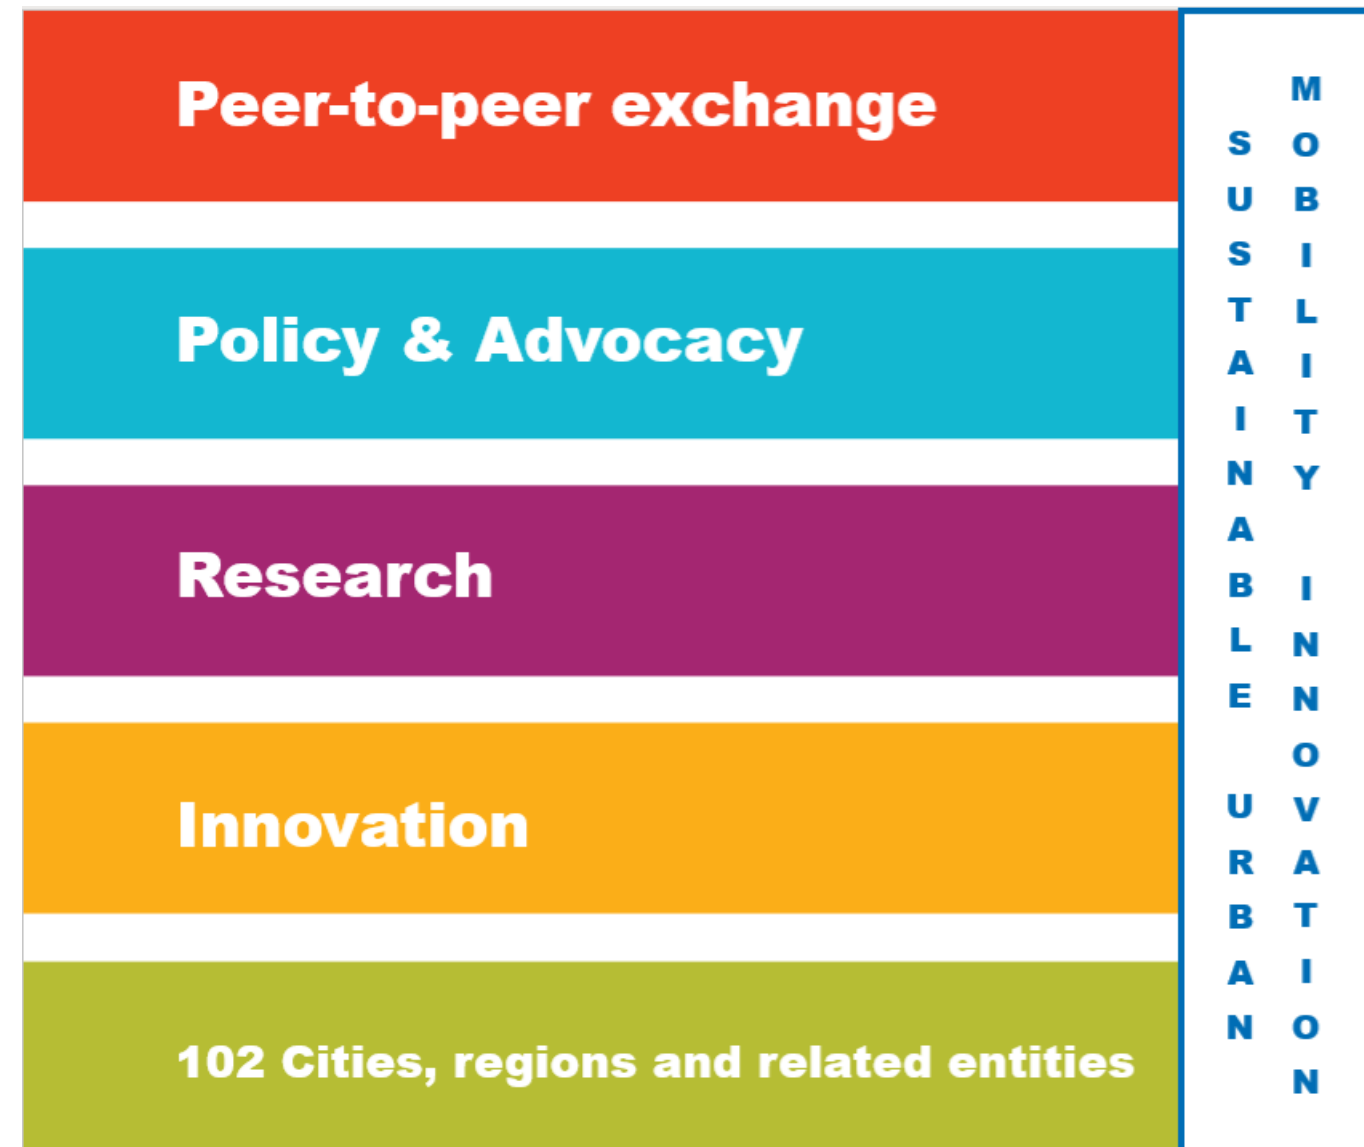 Peer-to-peer exchange
Policy & Advocacy
Research
Innovation
102 Cities, regions and related entities
SUSTAINABLE URBAN
MOBILITY INNOVATION